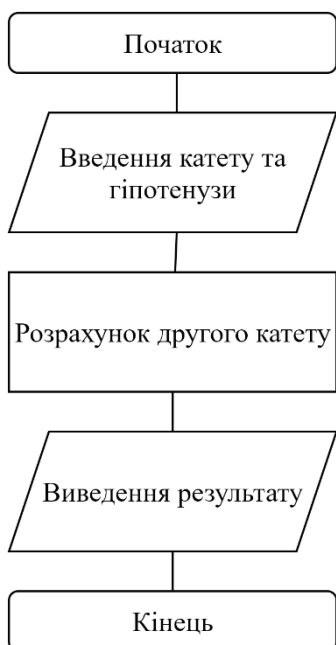 Початок
Введення катету та
гіпотенузи
Розрахунок другого катету
Виведення результату
Кінець